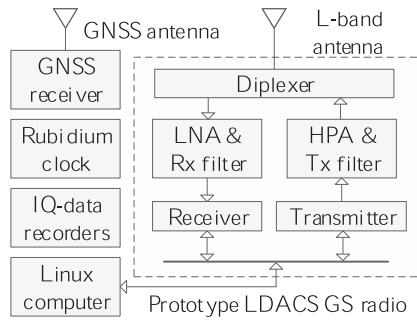 GNSS antenna
L-band
antenna
GNSS
receiver
Diplexer
Rubidium
clock
LNA &
Rx filter
HPA &
Tx filter
IQ-data
recorders
Receiver
Transmitter
Linux
computer
Prototype LDACS GS radio